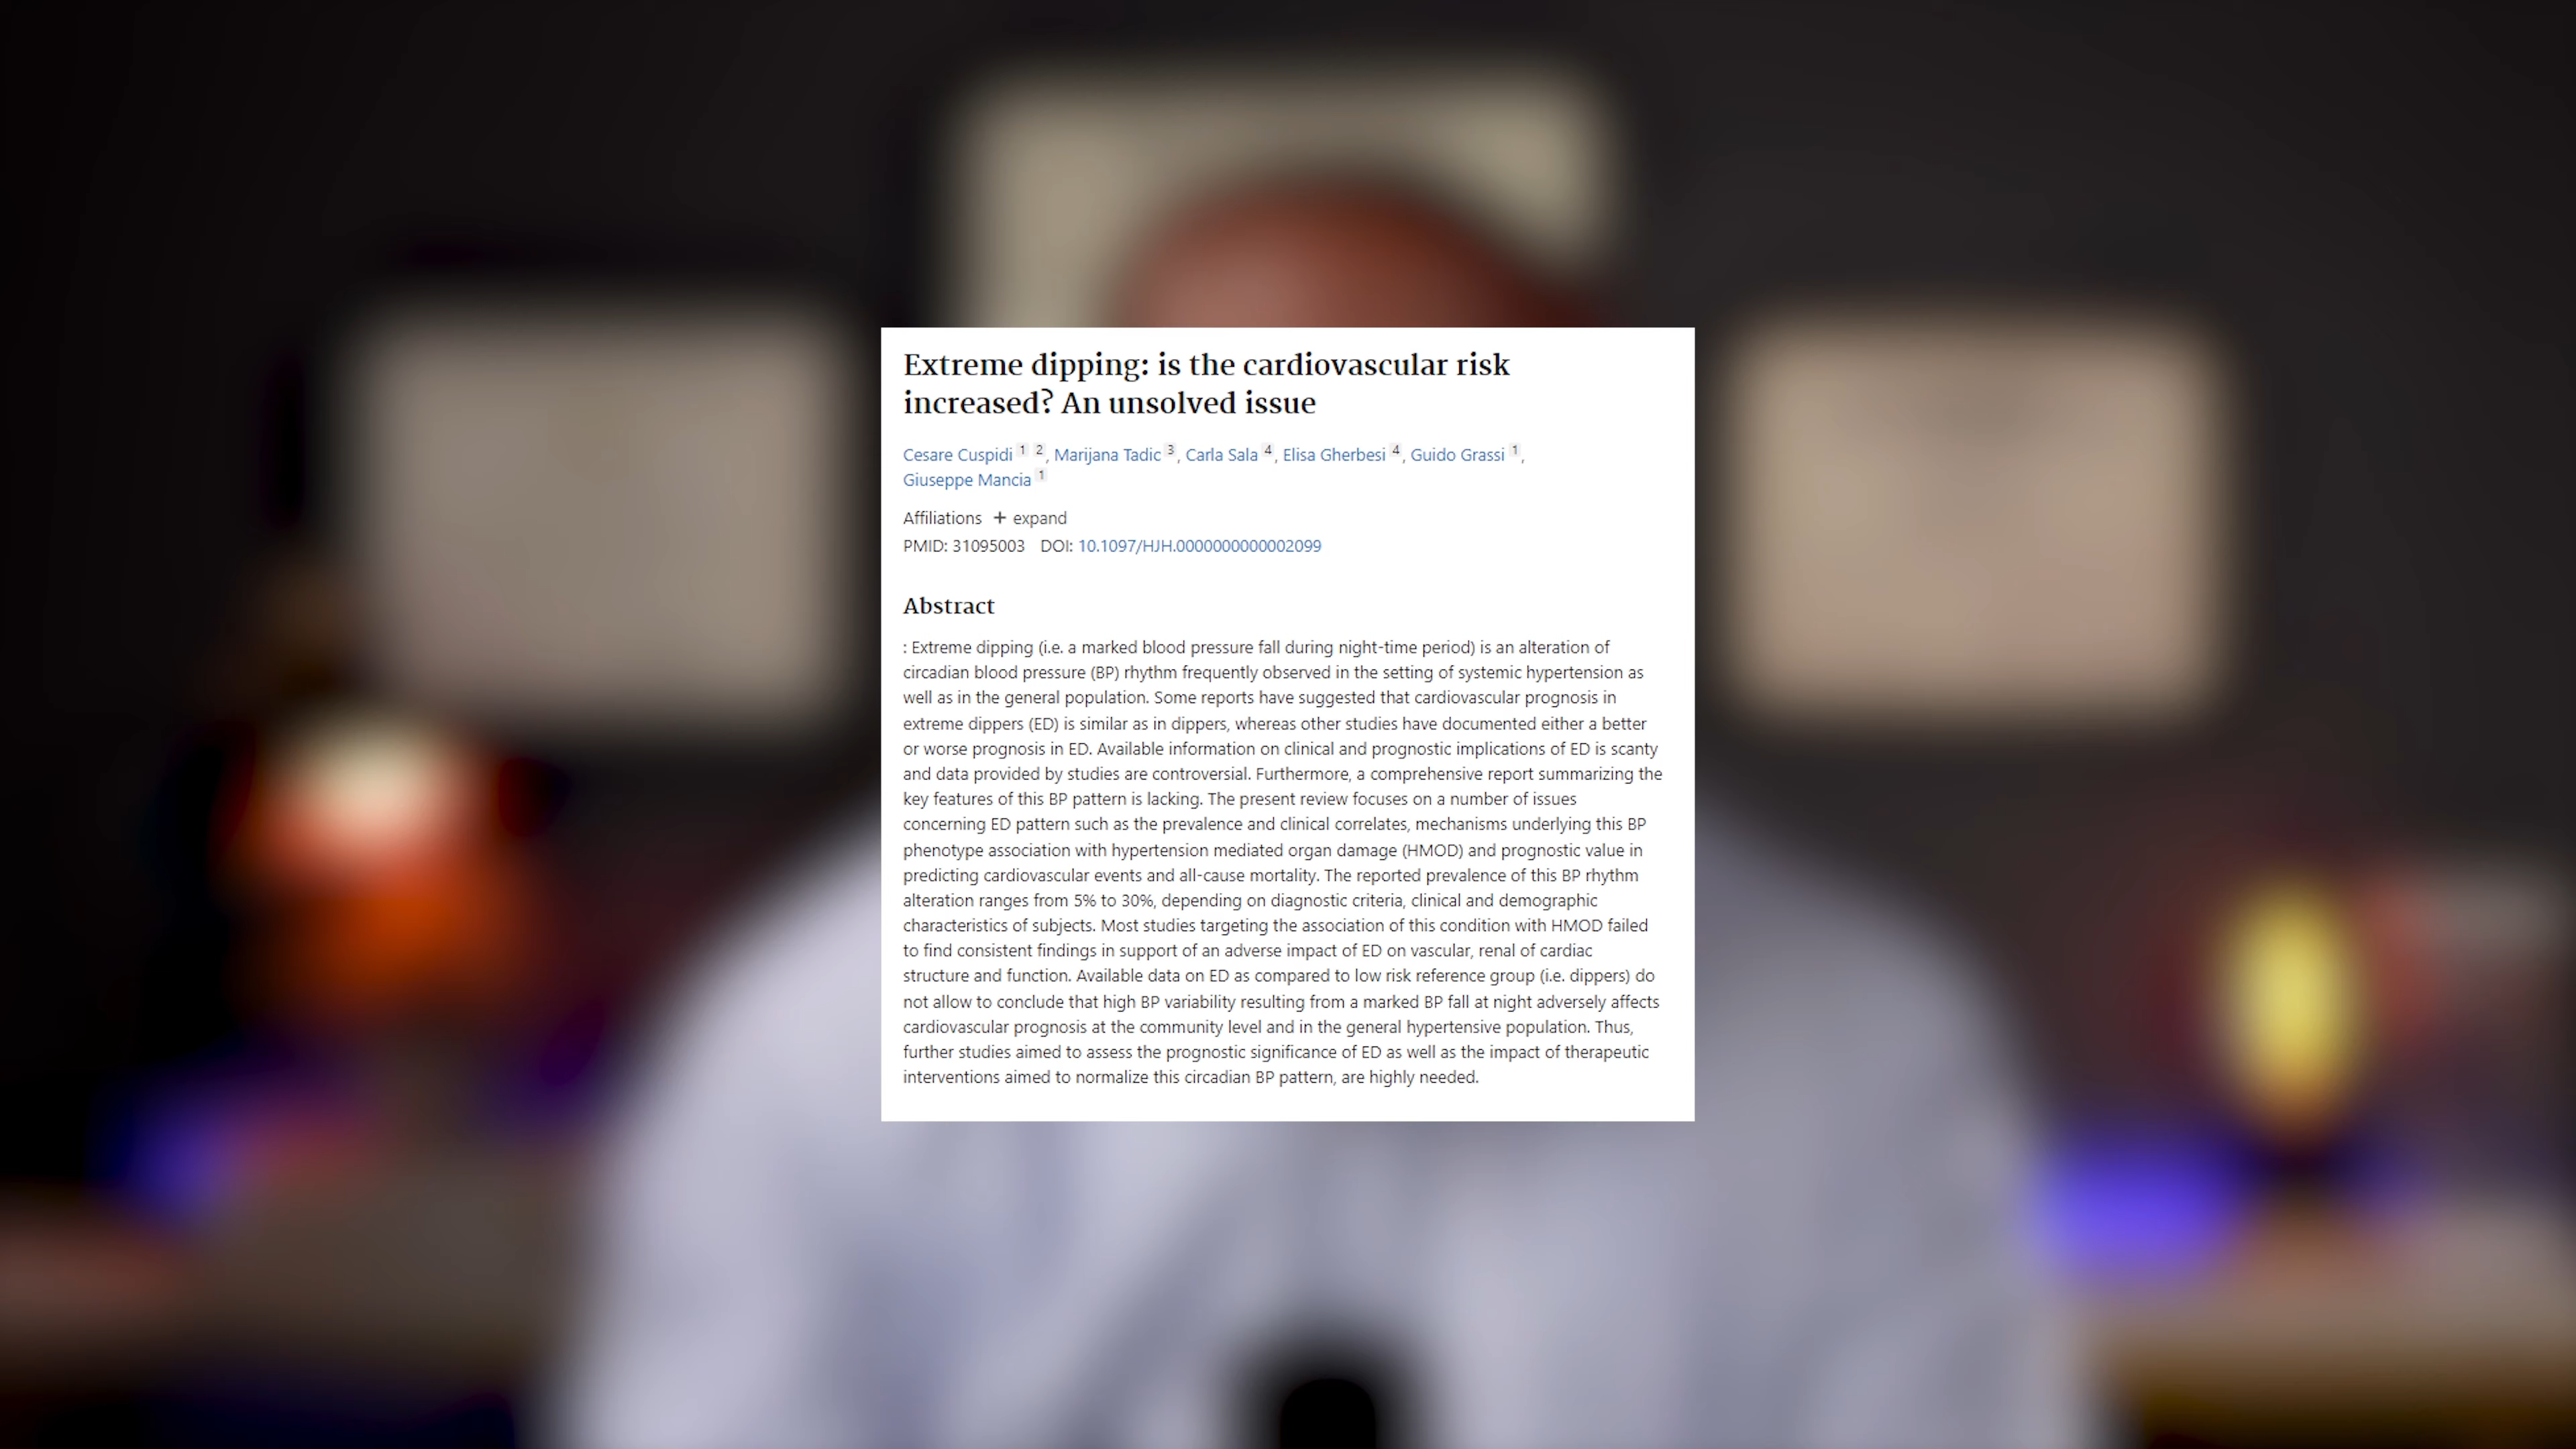 Extreme dipping: is the cardiovascular risk
increased? An unsolved issue
Cesare Cuspidi 1 2, Marijana Tadic 3, Carla Sala 4, Elisa Gherbesi 4, Guido Grassi 1,
Giuseppe Mancia 1
Affiliations + expand
PMID: 31095003 DOI: 10.1097/HJH.0000000000002099
Abstract
: Extreme dipping (i.e. a marked blood pressure fall during night-time period) is an alteration of
circadian blood pressure (BP) rhythm frequently observed in the setting of systemic hypertension as
well as in the general population. Some reports have suggested that cardiovascular prognosis in
extreme dippers (ED) is similar as in dippers, whereas other studies have documented either a better
or worse prognosis in ED. Available information on clinical and prognostic implications of ED is scanty
and data provided by studies are controversial. Furthermore, a comprehensive report summarizing the
key features of this BP pattern is lacking. The present review focuses on a number of issues
concerning ED pattern such as the prevalence and clinical correlates, mechanisms underlying this BP
phenotype association with hypertension mediated organ damage (HMOD) and prognostic value in
predicting cardiovascular events and all-cause mortality. The reported prevalence of this BP rhythm
alteration ranges from 5% to 30%, depending on diagnostic criteria, clinical and demographic
characteristics of subjects. Most studies targeting the association of this condition with HMOD failed
to find consistent findings in support of an adverse impact of ED on vascular, renal of cardiac
structure and function. Available data on ED as compared to low risk reference group (i.e. dippers) do
not allow to conclude that high BP variability resulting from a marked BP fall at night adversely affects
cardiovascular prognosis at the community level and in the general hypertensive population. Thus,
further studies aimed to assess the prognostic significance of ED as well as the impact of therapeutic
interventions aimed to normalize this circadian BP pattern, are highly needed.